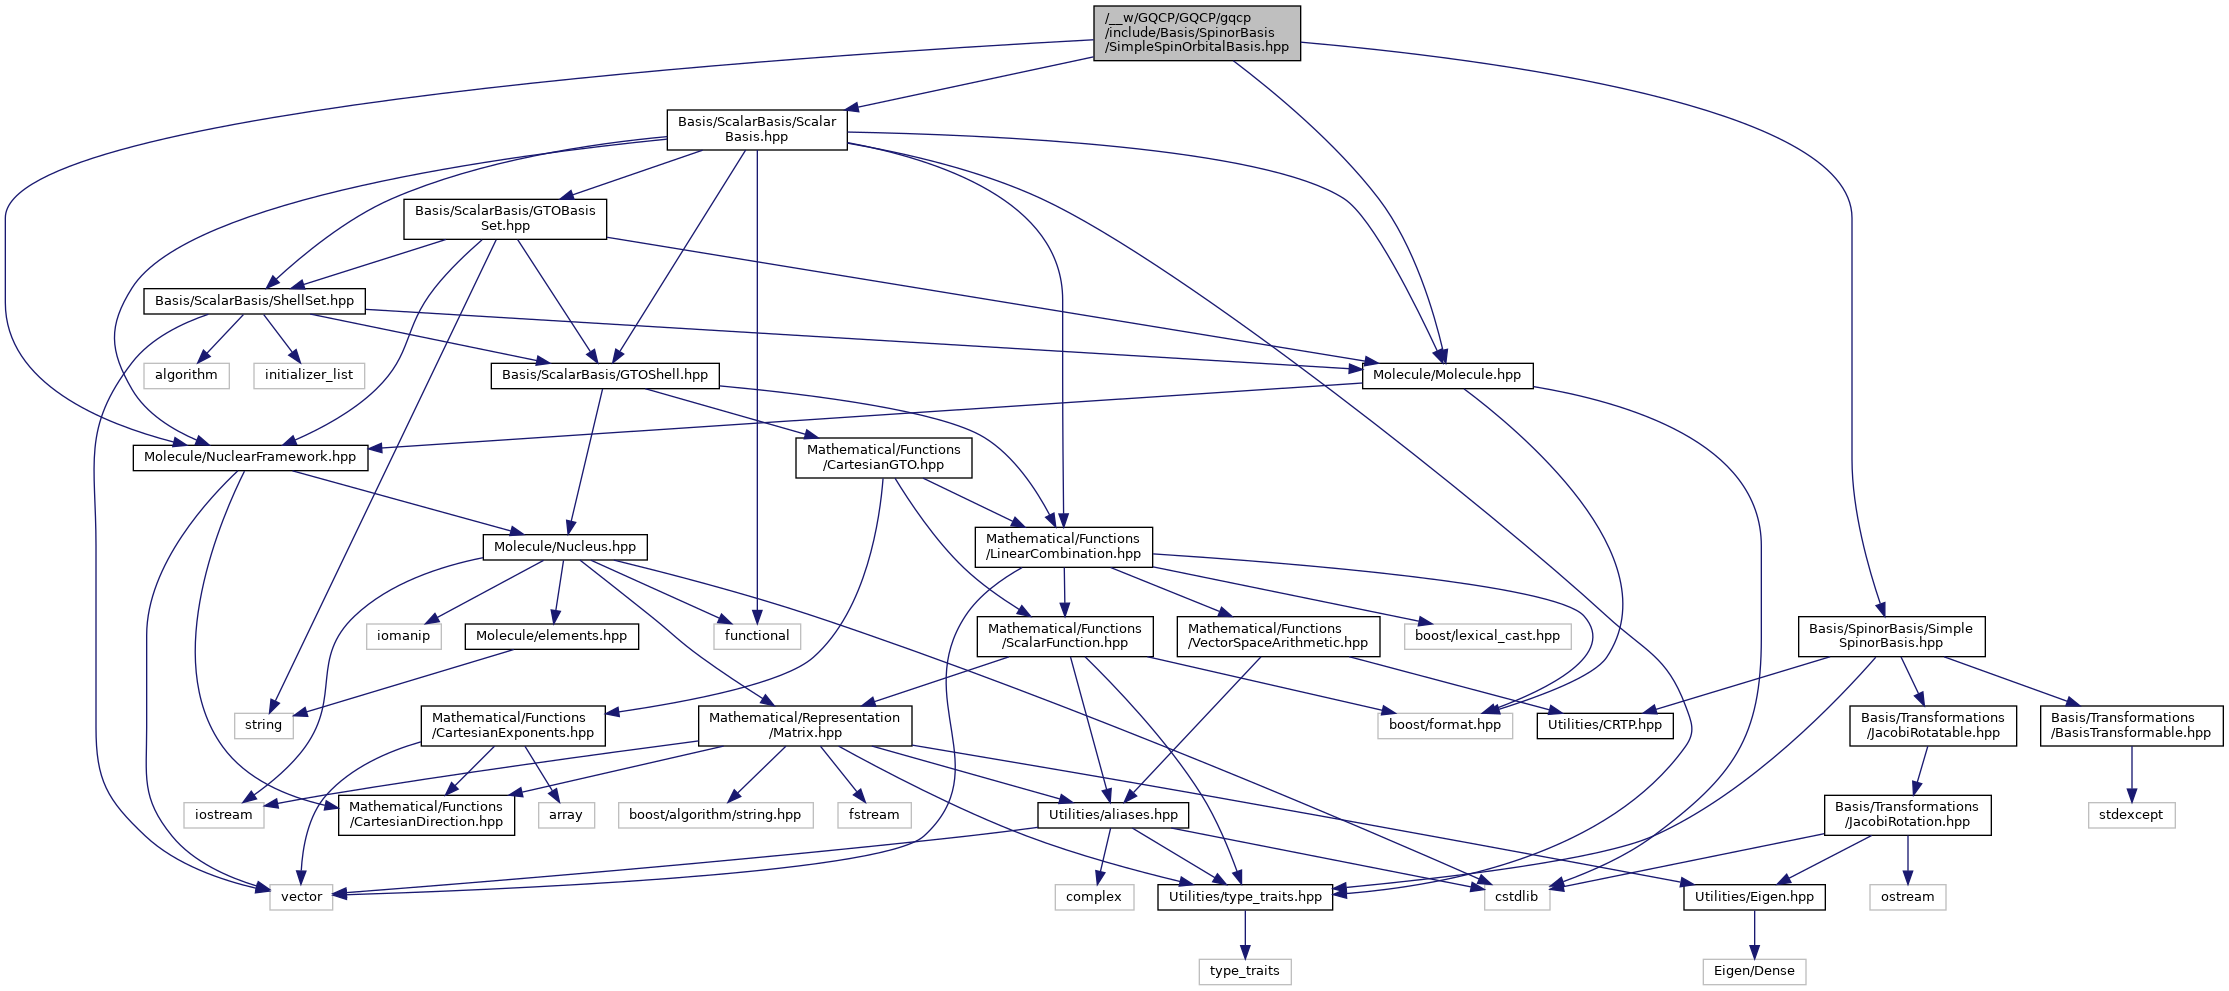 /__w/GQCP/GQCP/gqcp
/include/Basis/SpinorBasis
/SimpleSpinOrbitalBasis.hpp
Basis/ScalarBasis/Scalar
Basis.hpp
Basis/ScalarBasis/GTOBasis
Set.hpp
Basis/ScalarBasis/ShellSet.hpp
algorithm
initializer_list
Basis/ScalarBasis/GTOShell.hpp
Molecule/Molecule.hpp
Molecule/NuclearFramework.hpp
Mathematical/Functions
/CartesianGTO.hpp
Molecule/Nucleus.hpp
Mathematical/Functions
/LinearCombination.hpp
iomanip
Molecule/elements.hpp
functional
Mathematical/Functions
/ScalarFunction.hpp
Mathematical/Functions
/VectorSpaceArithmetic.hpp
boost/lexical_cast.hpp
Basis/SpinorBasis/Simple
SpinorBasis.hpp
string
Mathematical/Functions
/CartesianExponents.hpp
Mathematical/Representation
/Matrix.hpp
boost/format.hpp
Utilities/CRTP.hpp
Basis/Transformations
/JacobiRotatable.hpp
Basis/Transformations
/BasisTransformable.hpp
iostream
Mathematical/Functions
/CartesianDirection.hpp
array
boost/algorithm/string.hpp
fstream
Utilities/aliases.hpp
Basis/Transformations
/JacobiRotation.hpp
stdexcept
vector
complex
Utilities/type_traits.hpp
cstdlib
Utilities/Eigen.hpp
ostream
type_traits
Eigen/Dense